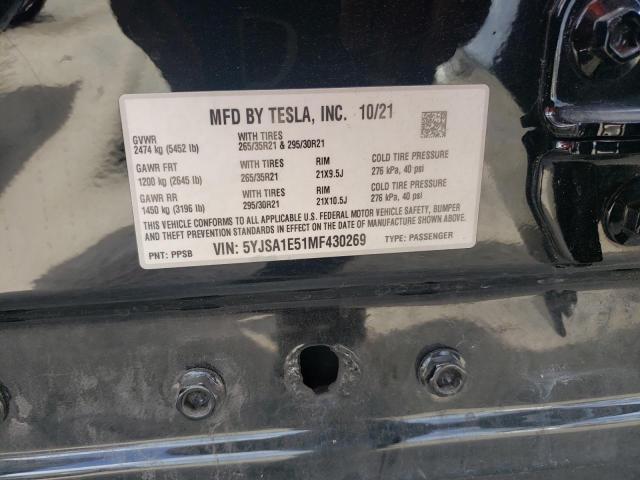 MFD BY TESLA, INC. 10/21
GVWR
2474 kg (5452 lb)
WITH TIRES
265/35R21 & 295/30R21
GAWR FRT
1200 kg (2645 lb)
WITH TIRES
265/35R21
RIM
21X9.5J
COLD TIRE PRESSURE
276 kPa, 40 psi
GAWR RR
1450 kg (3196 lb)
WITH TIRES
295/30R21
RIM
21X10.5J
COLD TIRE PRESSURE
276 kPa, 40 psi
THIS VEHICLE CONFORMS TO ALL APPLICABLE U.S. FEDERAL MOTOR VEHICLE SAFETY, BUMPER
AND THEFT PREVENTION STANDARDS IN EFFECT ON THE DATE OF MANUFACTURE SHOWN ABOVE.
PNT: PPSB
VIN: 5YJSA1E51MF430269
TYPE: PASSENGER